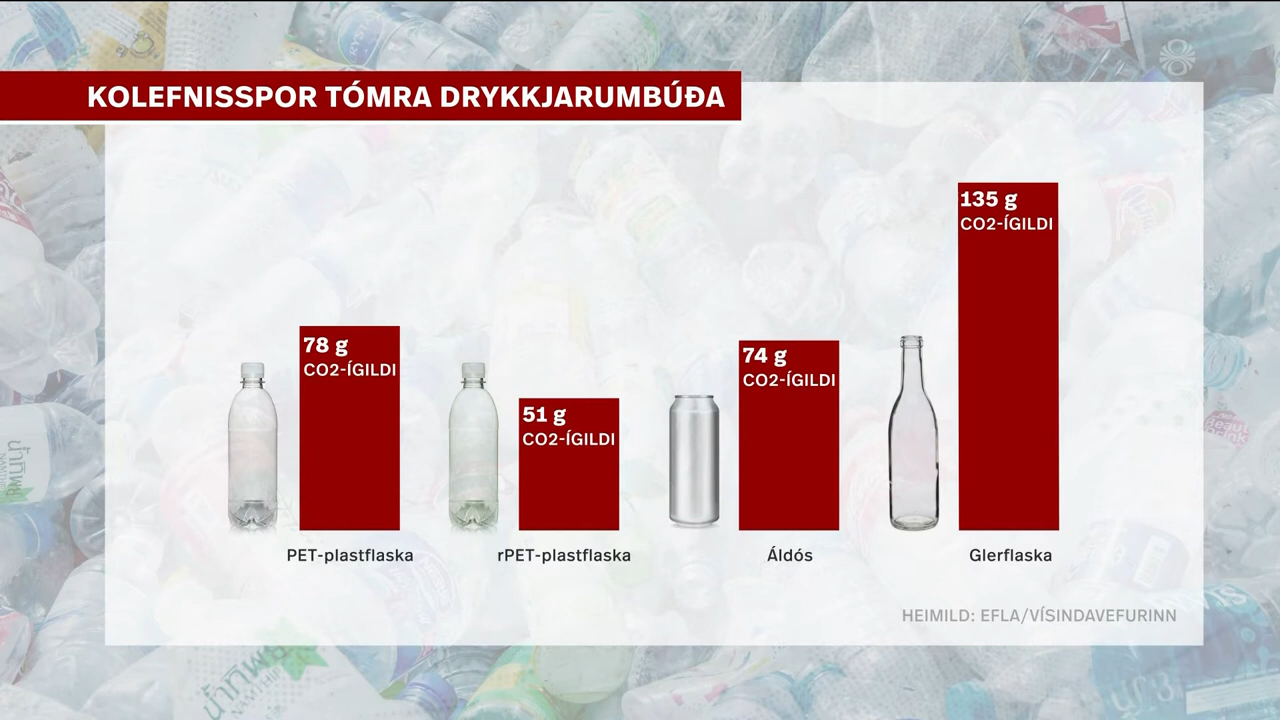 KOLEFNISSPOR TÓMRA DRYKKJARUMBÚÐA
78 g
CO2-ÍGILDI
PET-plastflaska
51 g
CO2-ÍGILDI
rPET-plastflaska
74 g
CO2-ÍGILDI
Áldós
135 g
CO2-ÍGILDI
Glerflaska
HEIMILD: EFLA/VÍSINDAVEFURINN